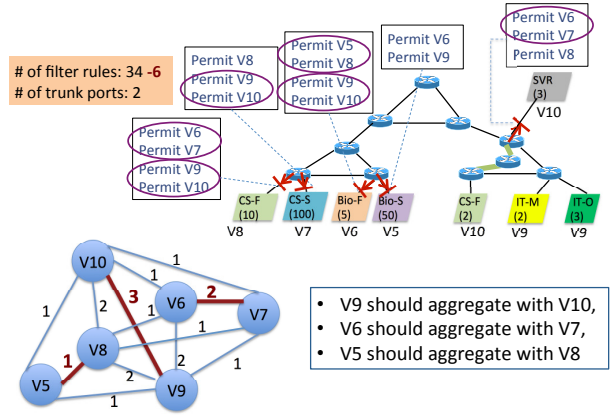 # of filter rules: 34 -6
# of trunk ports: 2
Permit V8
Permit V9
Permit V10
Permit V5
Permit V8
Permit V9
Permit V10
Permit V6
Permit V9
Permit V6
Permit V7
Permit V8
SVR
(3)
V10
Permit V6
Permit V7
Permit V9
Permit V10
CS-F
(10)
V8
CS-S
(100)
V7
Bio-F
(5)
V6
Bio-S
(50)
V5
CS-F
(2)
V10
IT-M
(2)
V9
IT-O
(3)
V9
V10
V6
V7
V8
V5
V9
1
1
2
3
1
2
1
1
1
2
2
1
1
1
• V9 should aggregate with V10,
• V6 should aggregate with V7,
• V5 should aggregate with V8